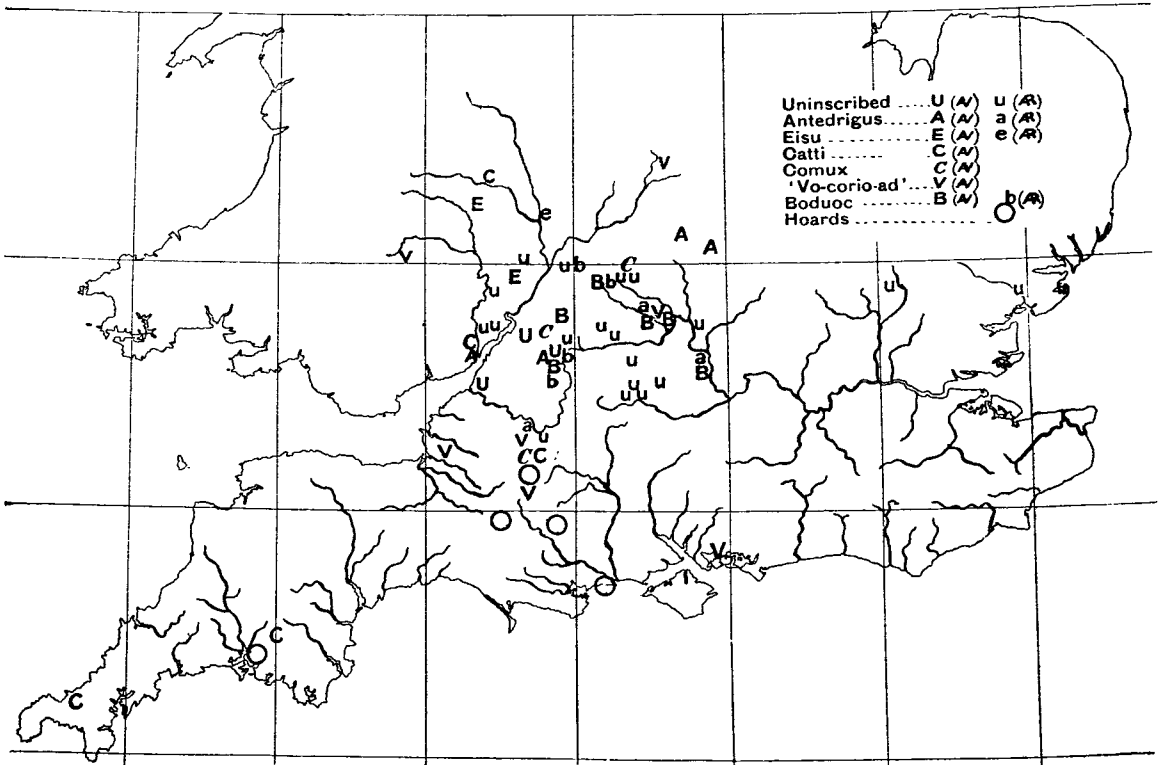 Uninscribed ..... U (AV) u (AR)
Antedrigus ...... A (AV) a (AR)
Eisu ............ E (AV) e (AR)
Catti ....... C (AV)
Comux C (AV)
'Vo-corio-ad' .... V (AV)
Boduoc .......... B (AV) b (AR)
Hoards ...............
V
C
E
e
A A
V
u
u b
C
u
u
E
B b u u
u
a V
B B
u
B
u u
U
C
u u
u
C
A
U
A b
B
b
u
a
B
U
u u
u u
a
V u
V
C C
V
V
C
C